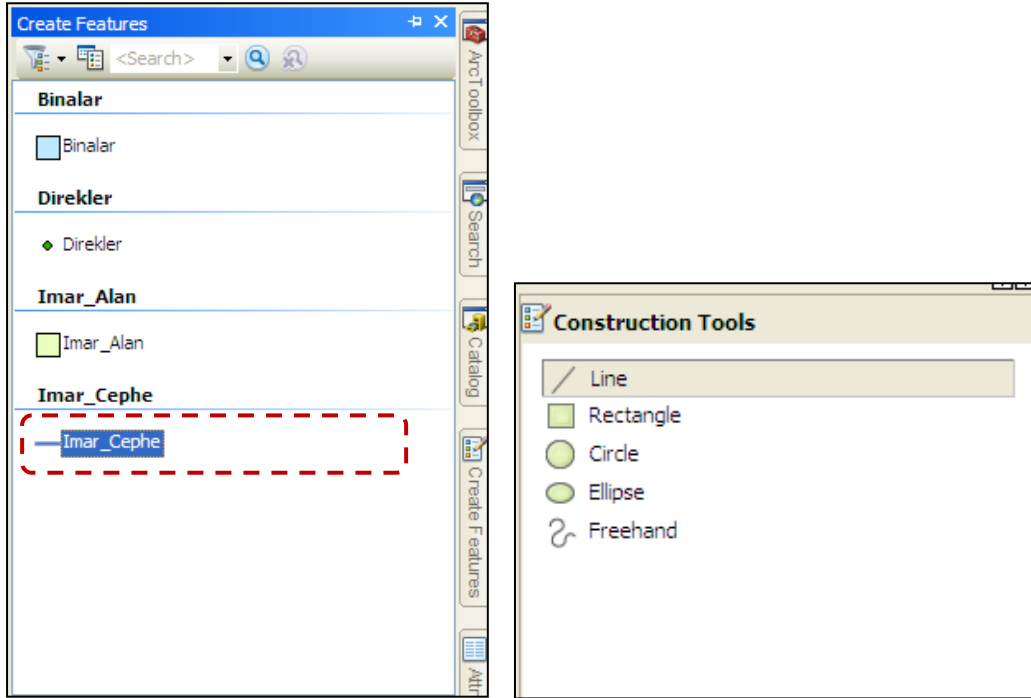 Create Features
<Search>
Binalar
Binalar
Direkler
Direkler
Imar_Alan
Imar_Alan
Imar_Cephe
Imar_Cephe
ArcToolbox
Search
Catalog
Create Features
Attr
Construction Tools
Line
Rectangle
Circle
Ellipse
Freehand